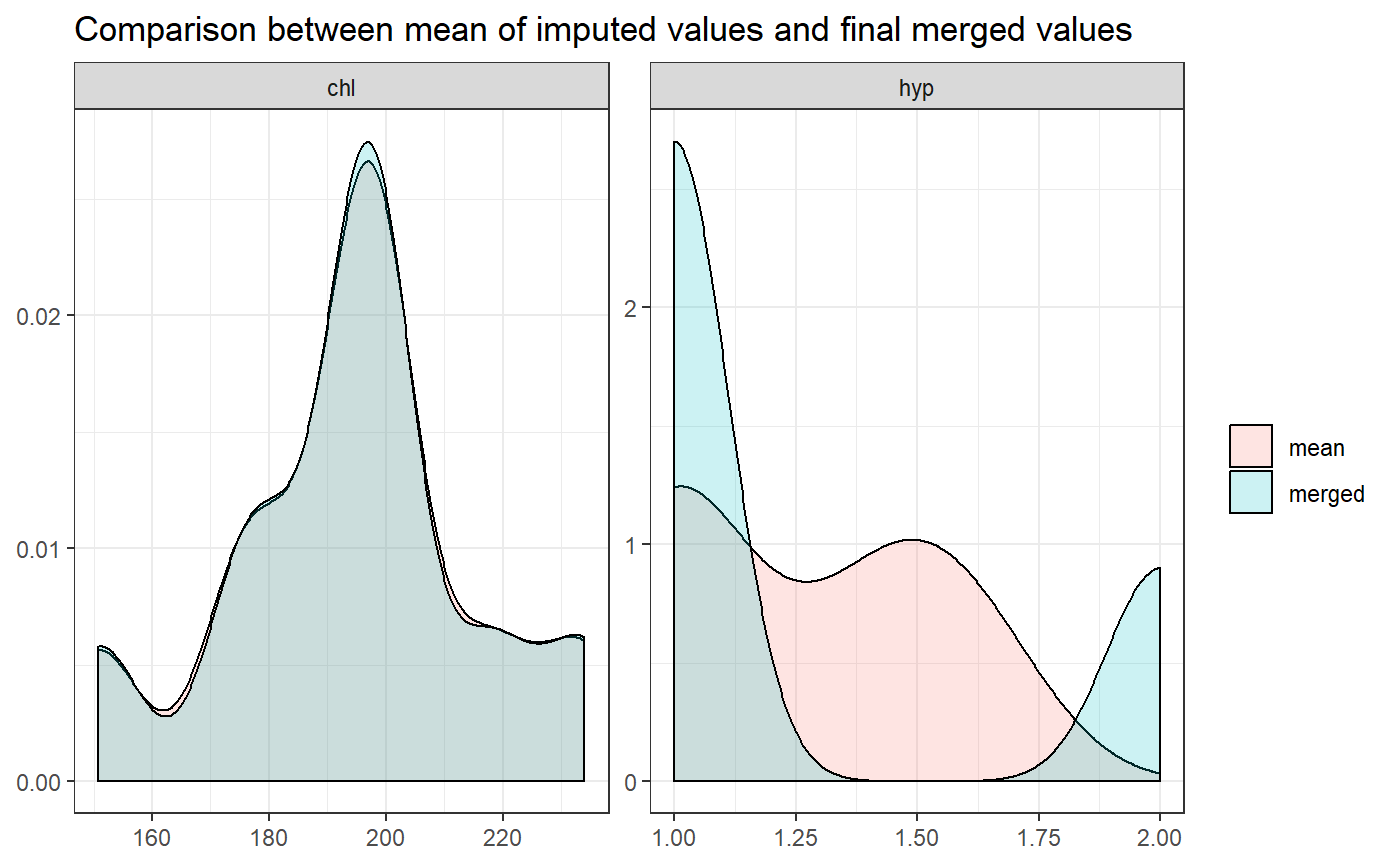 Comparison between mean of imputed values and final merged values
chl
hyp
0.02
0.01
0.00
160 180 200 220
2
1
0
1.00 1.25 1.50 1.75 2.00
mean
merged